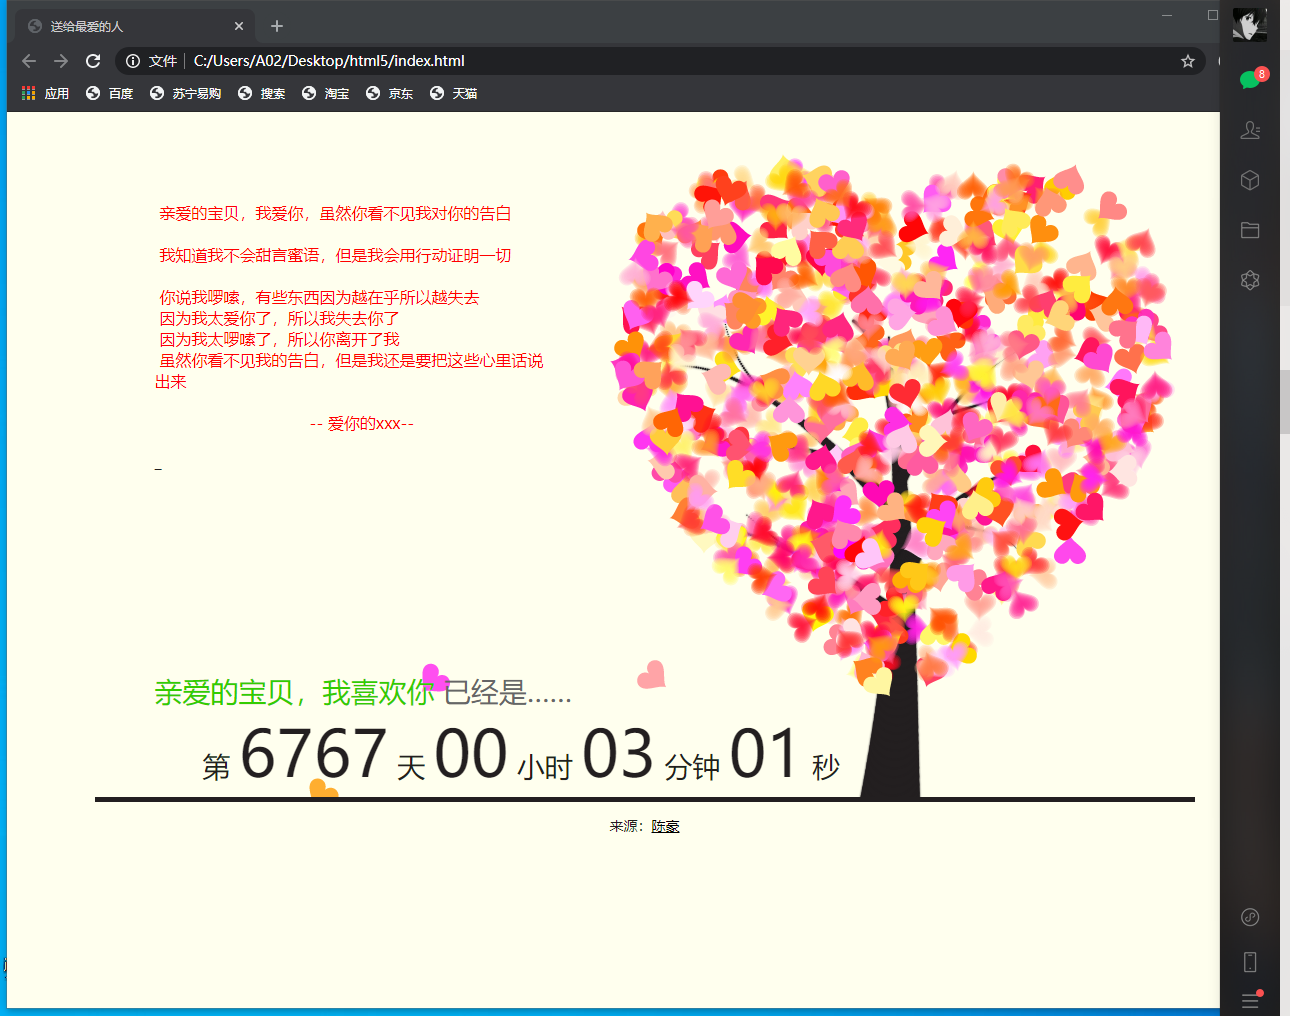 送给最爱的人
文件 C:/Users/A02/Desktop/html5/index.html
应用 百度 苏宁易购 搜索 淘宝 京东 天猫
8
亲爱的宝贝，我爱你，虽然你看不见我对你的告白
我知道我不会甜言蜜语，但是我会用行动证明一切
你说我啰嗦，有些东西因为越在乎所以越失去
因为我太爱你了，所以我失去你了
因为我太啰嗦了，所以你离开了我
虽然你看不见我的告白，但是我还是要把这些心里话说
出来
-- 爱你的xxx--
_
亲爱的宝贝，我喜欢你 已经是……
第 6767 天 00 小时 03 分钟 01 秒
来源：陈豪